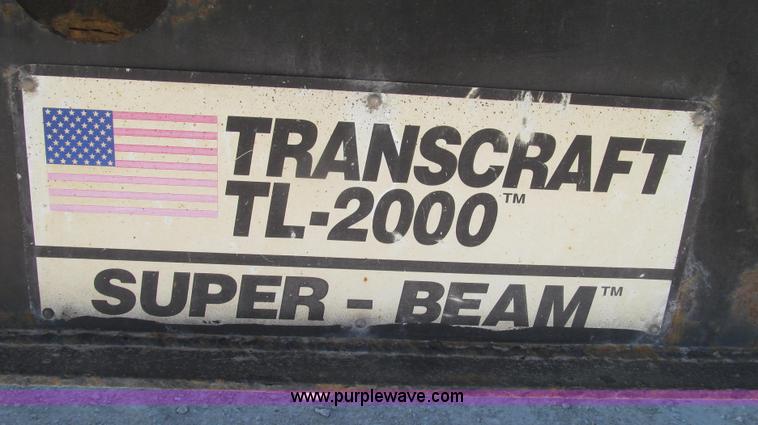 TRANSCRAFT
TL-2000™
SUPER - BEAM™
www.purplewave.com